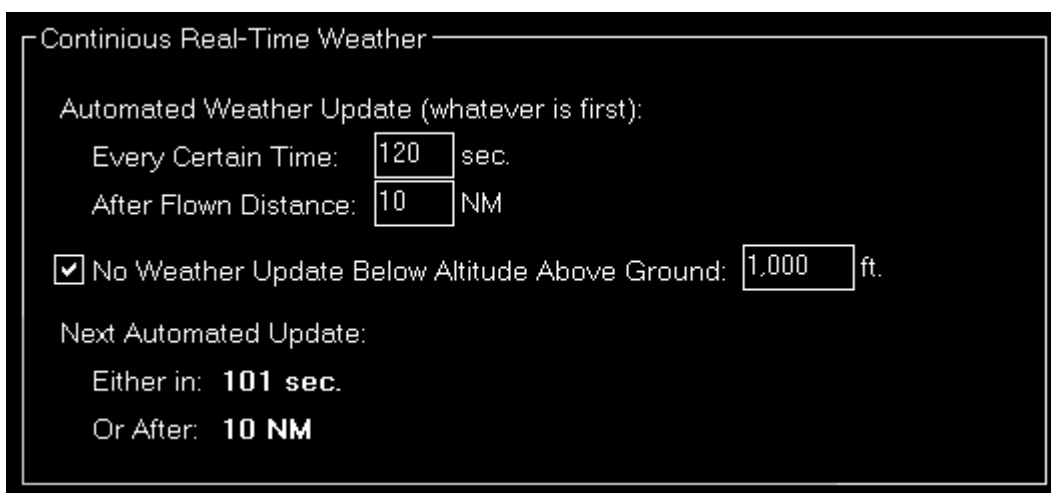 Continious Real-Time Weather
Automated Weather Update (whatever is first):
Every Certain Time: 120 sec.
After Flown Distance: 10 NM
No Weather Update Below Altitude Above Ground: 1,000 ft.
Next Automated Update:
Either in: 101 sec.
Or After: 10 NM